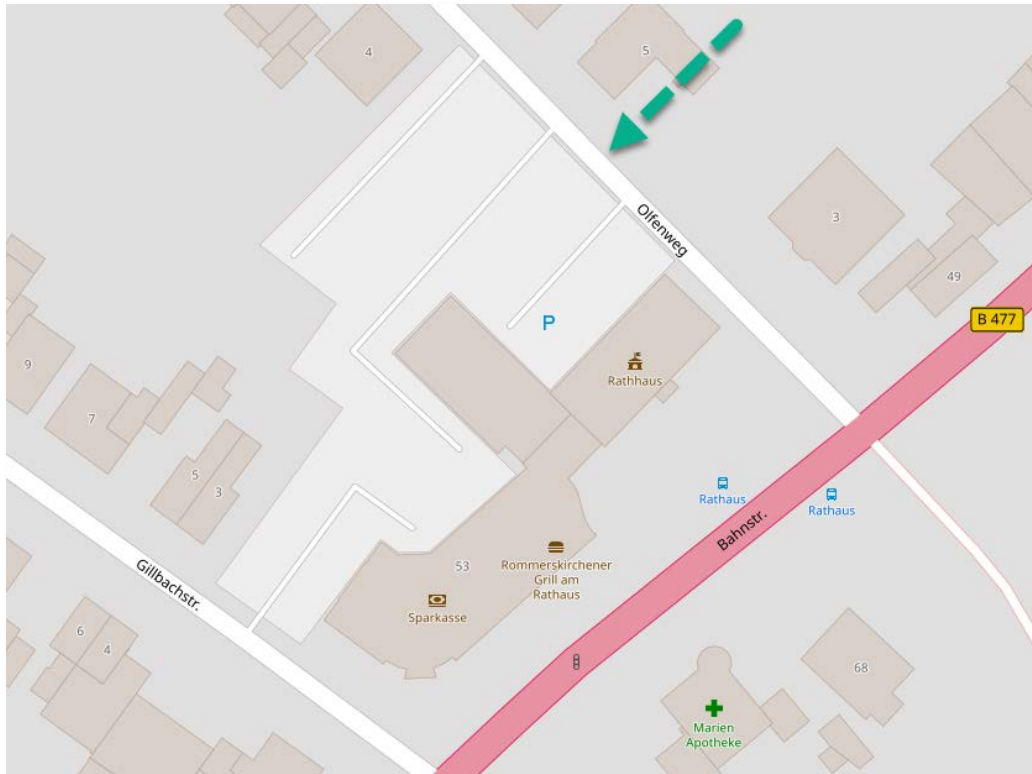 4
5
Olfenweg
3
49
B 477
P
Rathhaus
9
7
5
3
Rathaus
Rathaus
Bahnstr.
Gillbachstr.
53
Rommerskirchener
Grill am
Rathaus
Sparkasse
6
4
68
Marien
Apotheke